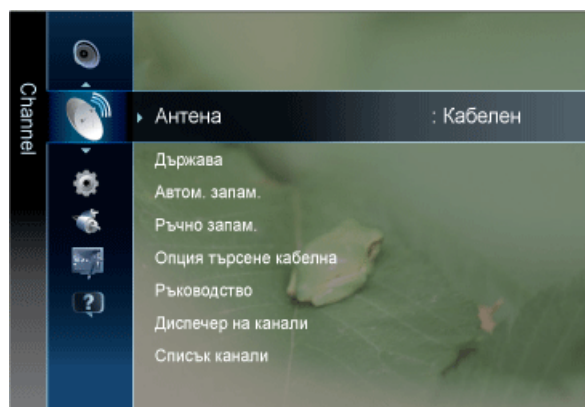 Channel
Антена : Кабелен
Държава
Автом. запам.
Ръчно запам.
Опция търсене кабелна
Ръководство
Диспечер на канали
Списък канали